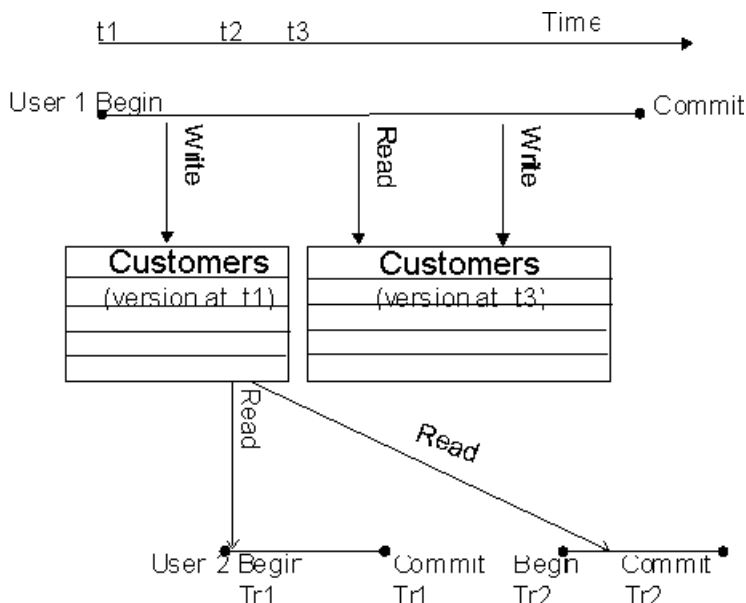 t1 t2 t3 Time
User 1 Begin Commit
Write Read Write
Customers Customers
(version at t1) (version at t3)
Read Read
User 2 Begin Commit Begin Commit
Tr1 Tr1 Tr2 Tr2